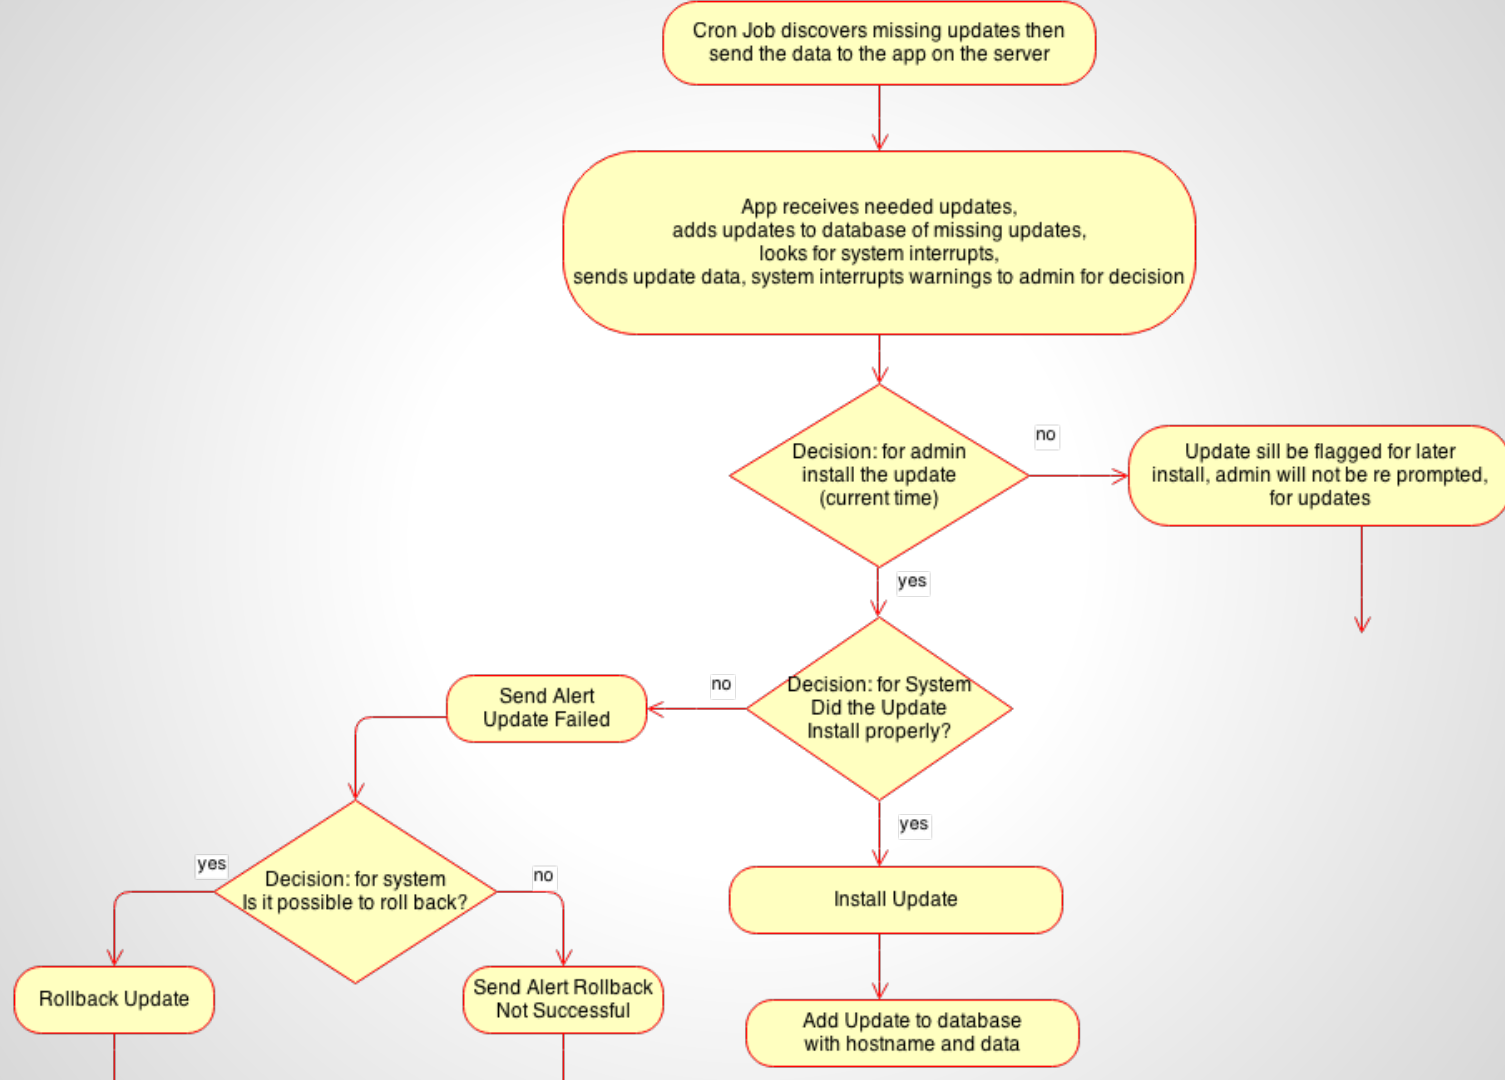 Cron Job discovers missing updates then
send the data to the app on the server
App receives needed updates,
adds updates to database of missing updates,
looks for system interrupts,
sends update data, system interrupts warnings to admin for decision
Decision: for admin
install the update
(current time)
no
Update sill be flagged for later
install, admin will not be re prompted,
for updates
yes
Decision: for System
Did the Update
Install properly?
no
Send Alert
Update Failed
yes
Decision: for system
Is it possible to roll back?
yes
no
Install Update
Rollback Update
Send Alert Rollback
Not Successful
Add Update to database
with hostname and data